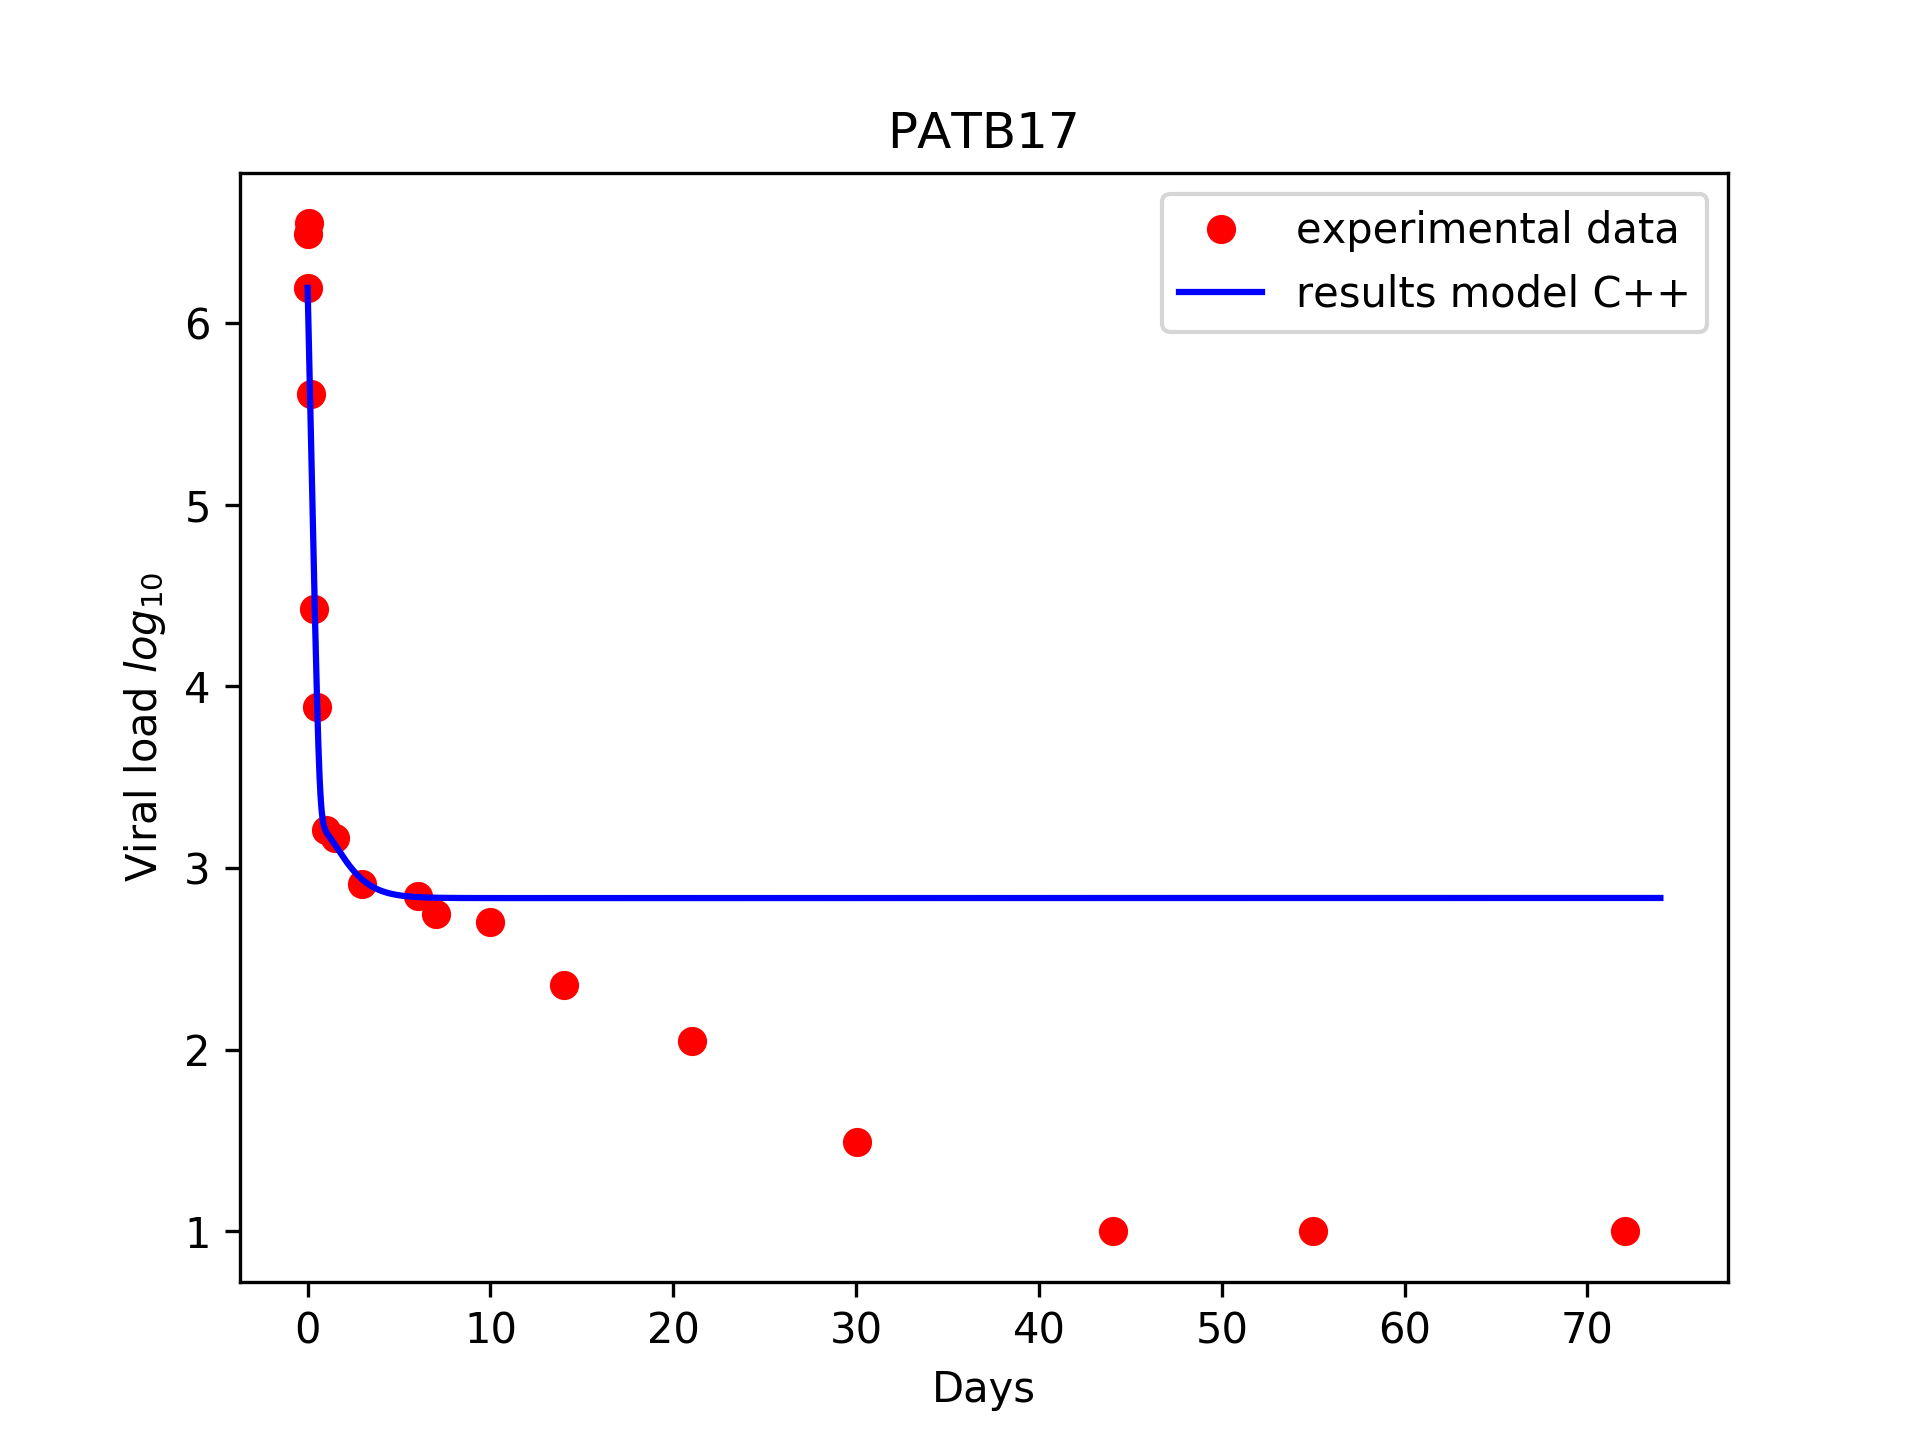 PATB17
experimental data
results model C++
6
5
4
3
2
1
Viral load log₁₀
0 10 20 30 40 50 60 70
Days